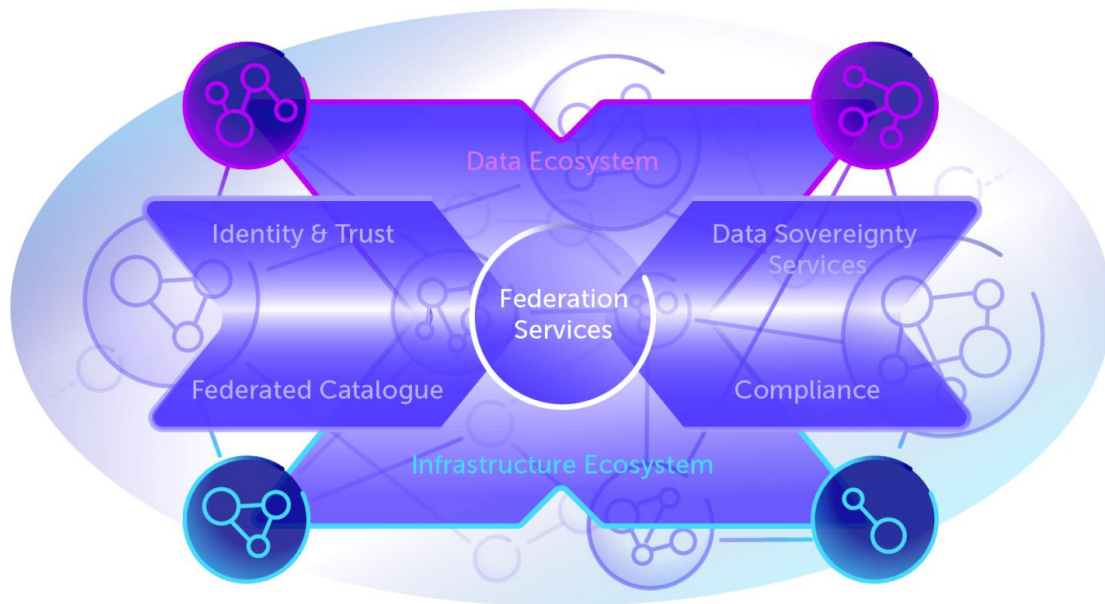 Data Ecosystem
Identity & Trust
Data Sovereignty
Services
Federation
Services
Federated Catalogue
Compliance
Infrastructure Ecosystem